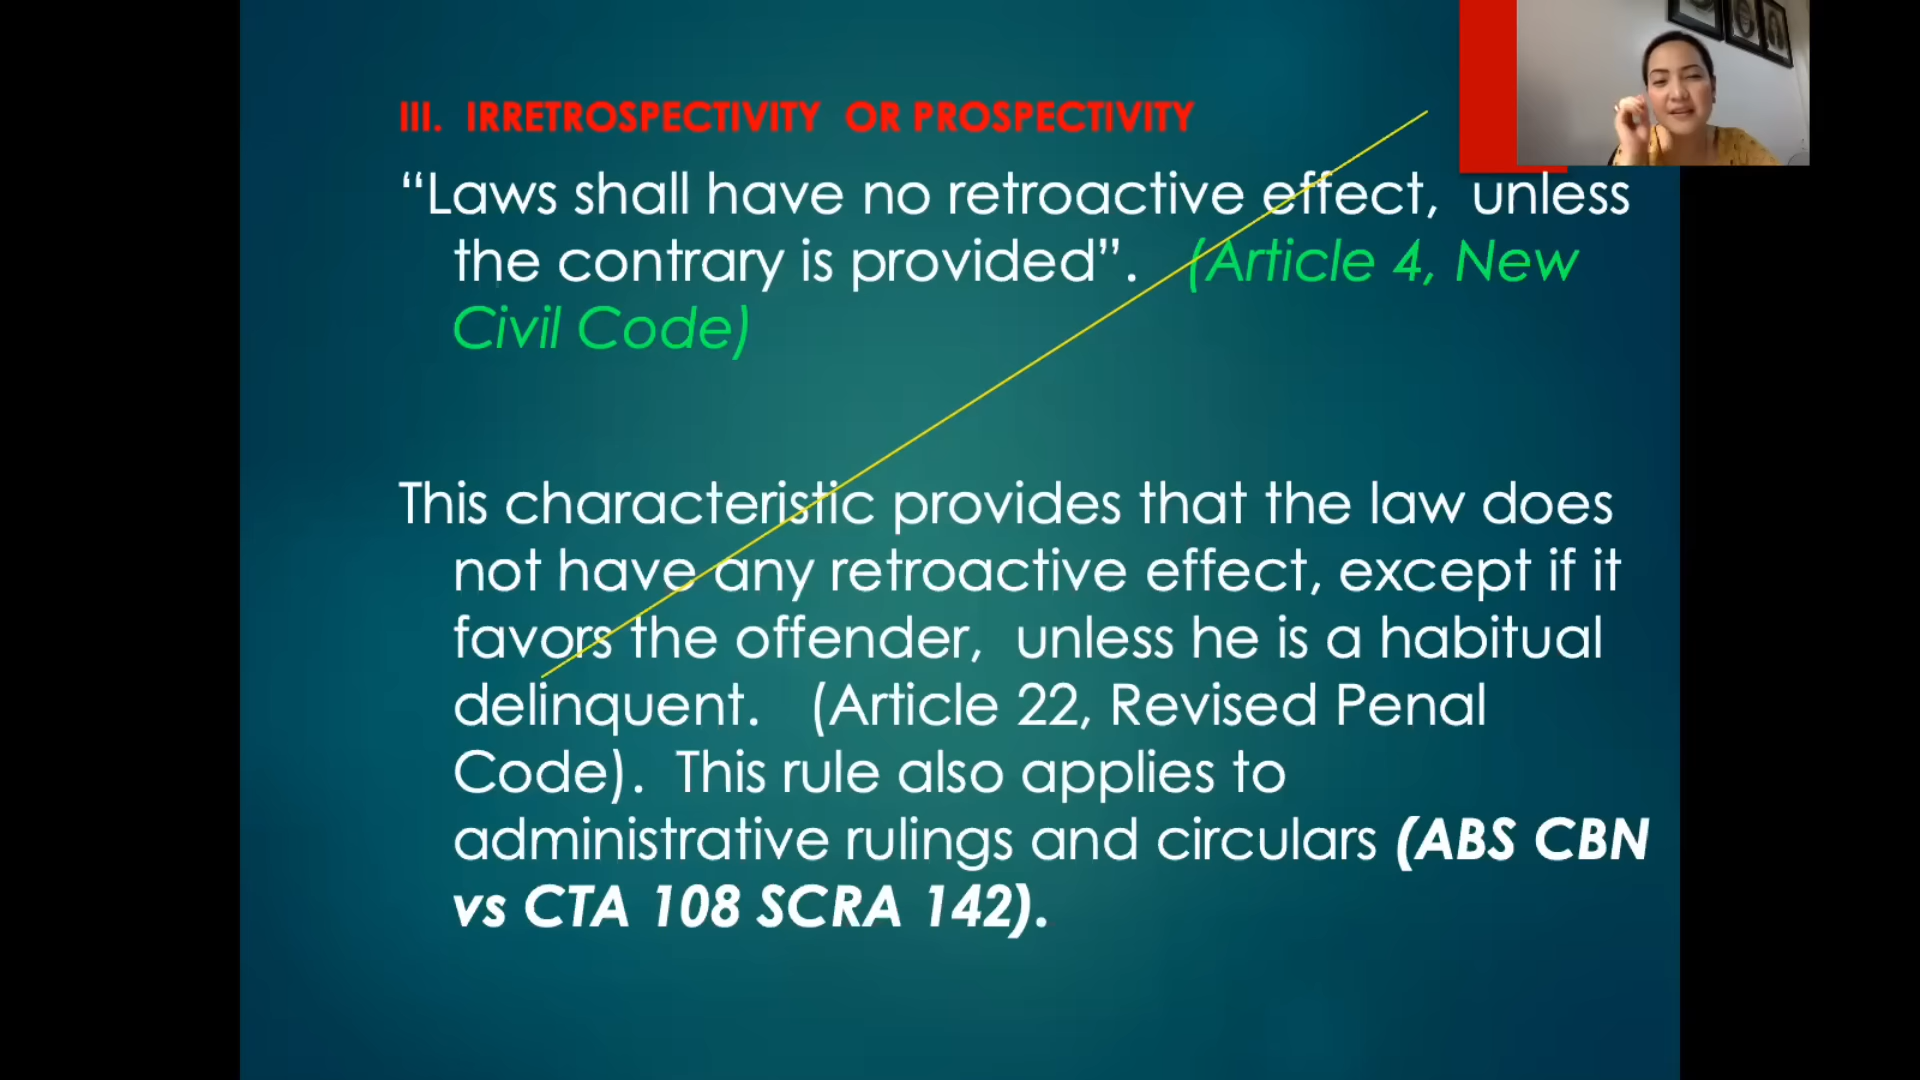 III. IRRETROSPECTIVITY OR PROSPECTIVITY
“Laws shall have no retroactive effect, unless
the contrary is provided”. (Article 4, New
Civil Code)
This characteristic provides that the law does
not have any retroactive effect, except if it
favors the offender, unless he is a habitual
delinquent. (Article 22, Revised Penal
Code). This rule also applies to
administrative rulings and circulars (ABS CBN
vs CTA 108 SCRA 142).